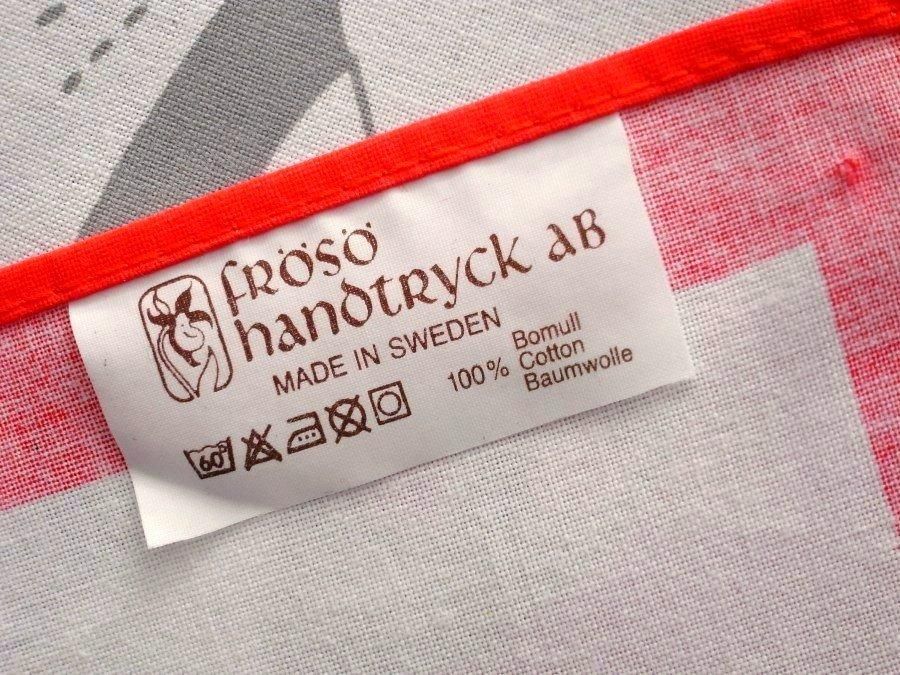 fRÖSÖ
handtRyck aB
MADE IN SWEDEN
100% Bomull
Cotton
Baumwolle
60°